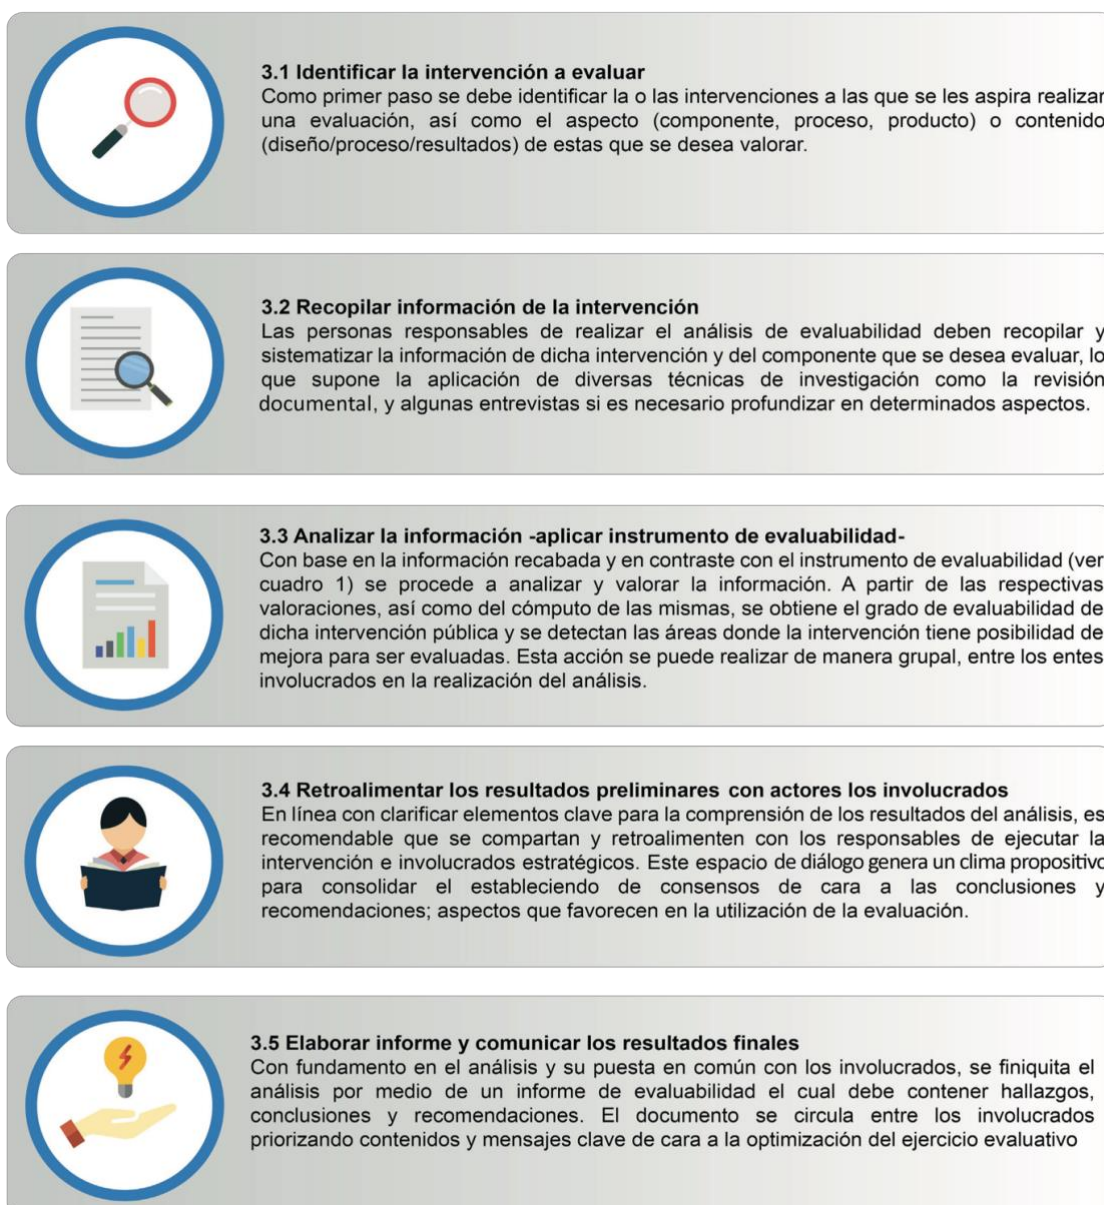 3.1 Identificar la intervención a evaluar
Como primer paso se debe identificar la o las intervenciones a las que se les aspira realizar
una evaluación, así como el aspecto (componente, proceso, producto) o contenido
(diseño/proceso/resultados) de estas que se desea valorar.
3.2 Recopilar información de la intervención
Las personas responsables de realizar el análisis de evaluabilidad deben recopilar y
sistematizar la información de dicha intervención y del componente que se desea evaluar, lo
que supone la aplicación de diversas técnicas de investigación como la revisión
documental, y algunas entrevistas si es necesario profundizar en determinados aspectos.
3.3 Analizar la información -aplicar instrumento de evaluabilidad-
Con base en la información recabada y en contraste con el instrumento de evaluabilidad (ver
cuadro 1) se procede a analizar y valorar la información. A partir de las respectivas
valoraciones, así como del cómputo de las mismas, se obtiene el grado de evaluabilidad de
dicha intervención pública y se detectan las áreas donde la intervención tiene posibilidad de
mejora para ser evaluadas. Esta acción se puede realizar de manera grupal, entre los entes
involucrados en la realización del análisis.
3.4 Retroalimentar los resultados preliminares con actores los involucrados
En línea con clarificar elementos clave para la comprensión de los resultados del análisis, es
recomendable que se compartan y retroalimenten con los responsables de ejecutar la
intervención e involucrados estratégicos. Este espacio de diálogo genera un clima propositivo
para consolidar el estableciendo de consensos de cara a las conclusiones y
recomendaciones; aspectos que favorecen en la utilización de la evaluación.
3.5 Elaborar informe y comunicar los resultados finales
Con fundamento en el análisis y su puesta en común con los involucrados, se finiquita el
análisis por medio de un informe de evaluabilidad el cual debe contener hallazgos,
conclusiones y recomendaciones. El documento se circula entre los involucrados
priorizando contenidos y mensajes clave de cara a la optimización del ejercicio evaluativo